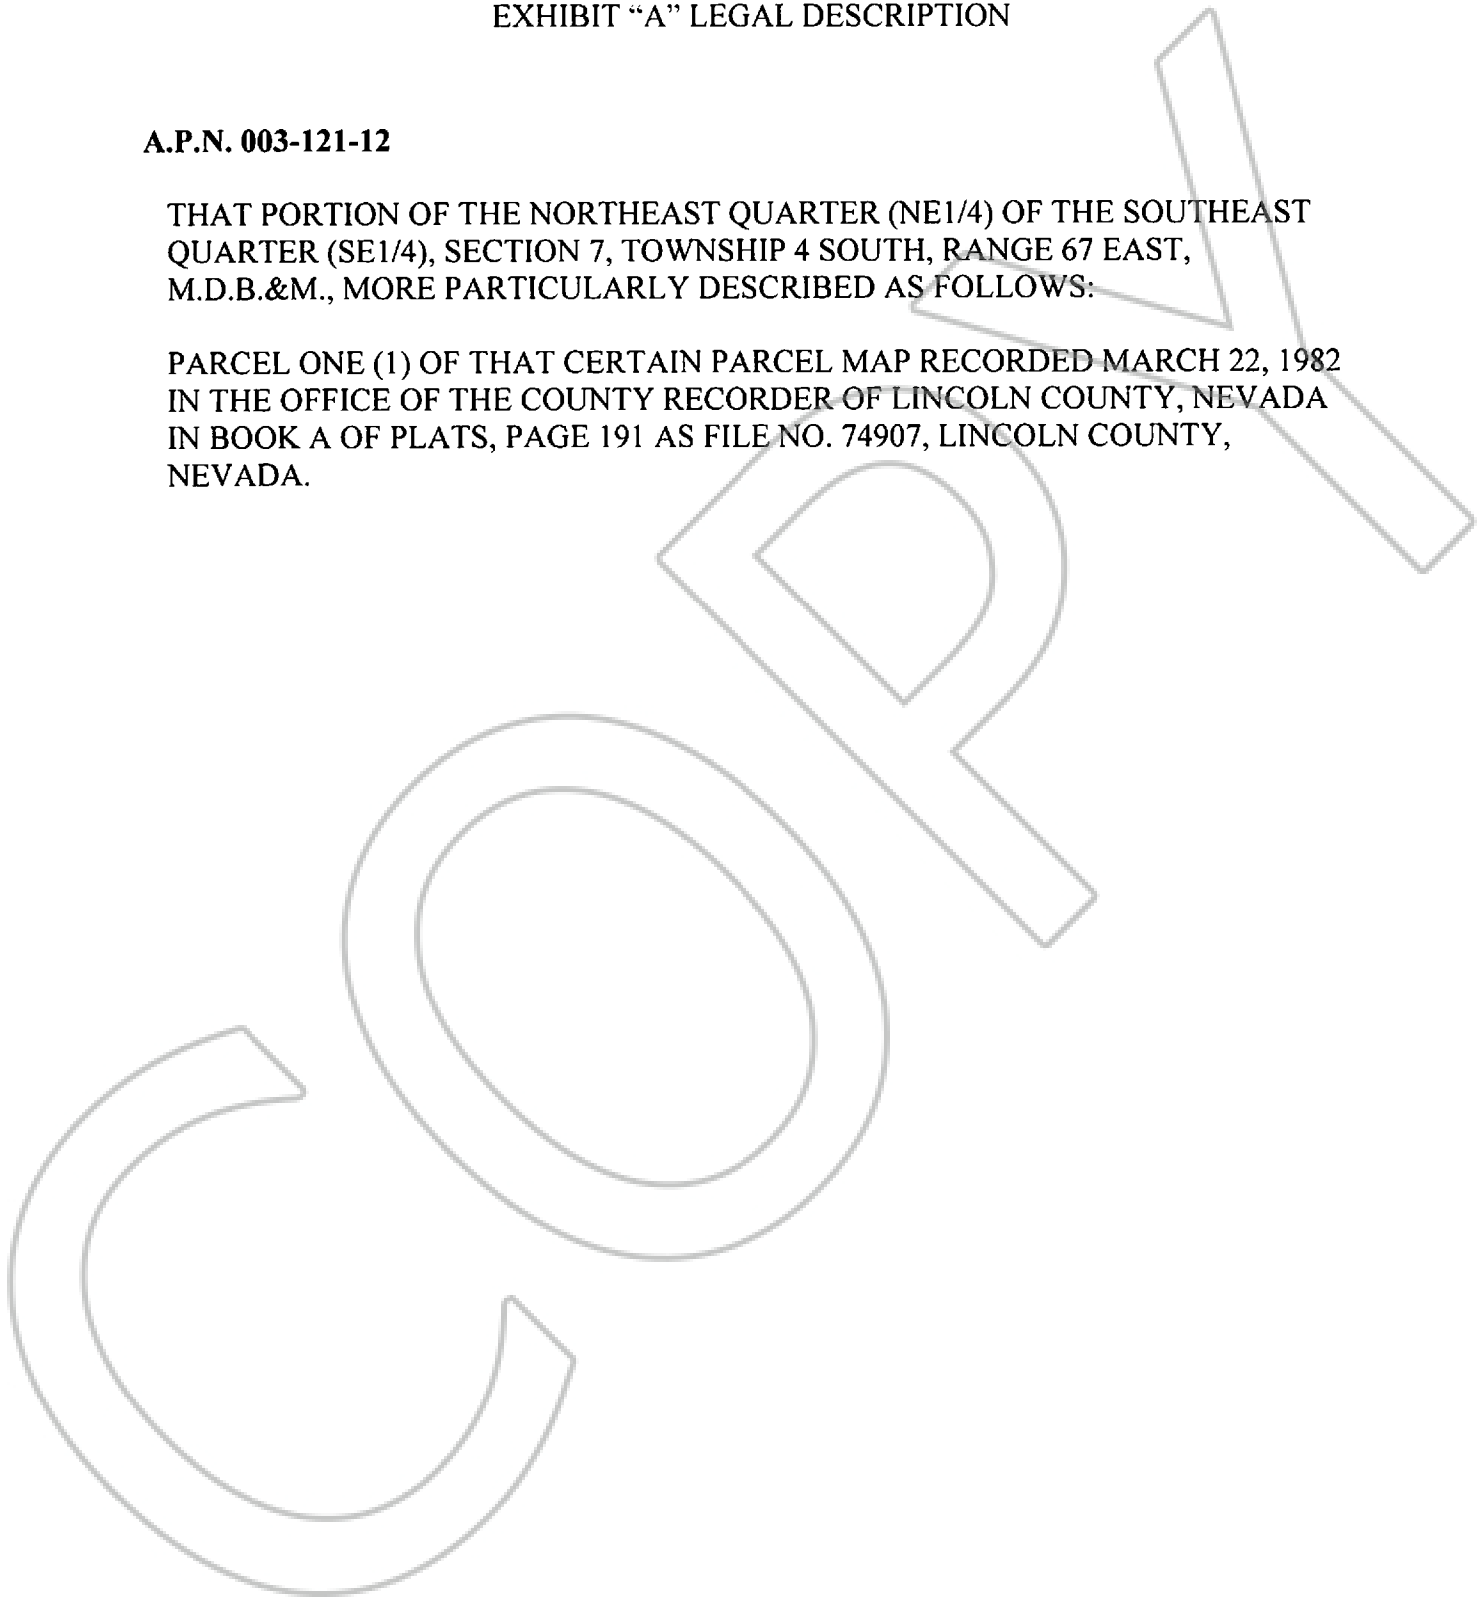 EXHIBIT “A” LEGAL DESCRIPTION
A.P.N. 003-121-12
THAT PORTION OF THE NORTHEAST QUARTER (NE1/4) OF THE SOUTHEAST
QUARTER (SE1/4), SECTION 7, TOWNSHIP 4 SOUTH, RANGE 67 EAST,
M.D.B.&M., MORE PARTICULARLY DESCRIBED AS FOLLOWS:
PARCEL ONE (1) OF THAT CERTAIN PARCEL MAP RECORDED MARCH 22, 1982
IN THE OFFICE OF THE COUNTY RECORDER OF LINCOLN COUNTY, NEVADA
IN BOOK A OF PLATS, PAGE 191 AS FILE NO. 74907, LINCOLN COUNTY,
NEVADA.
COPY